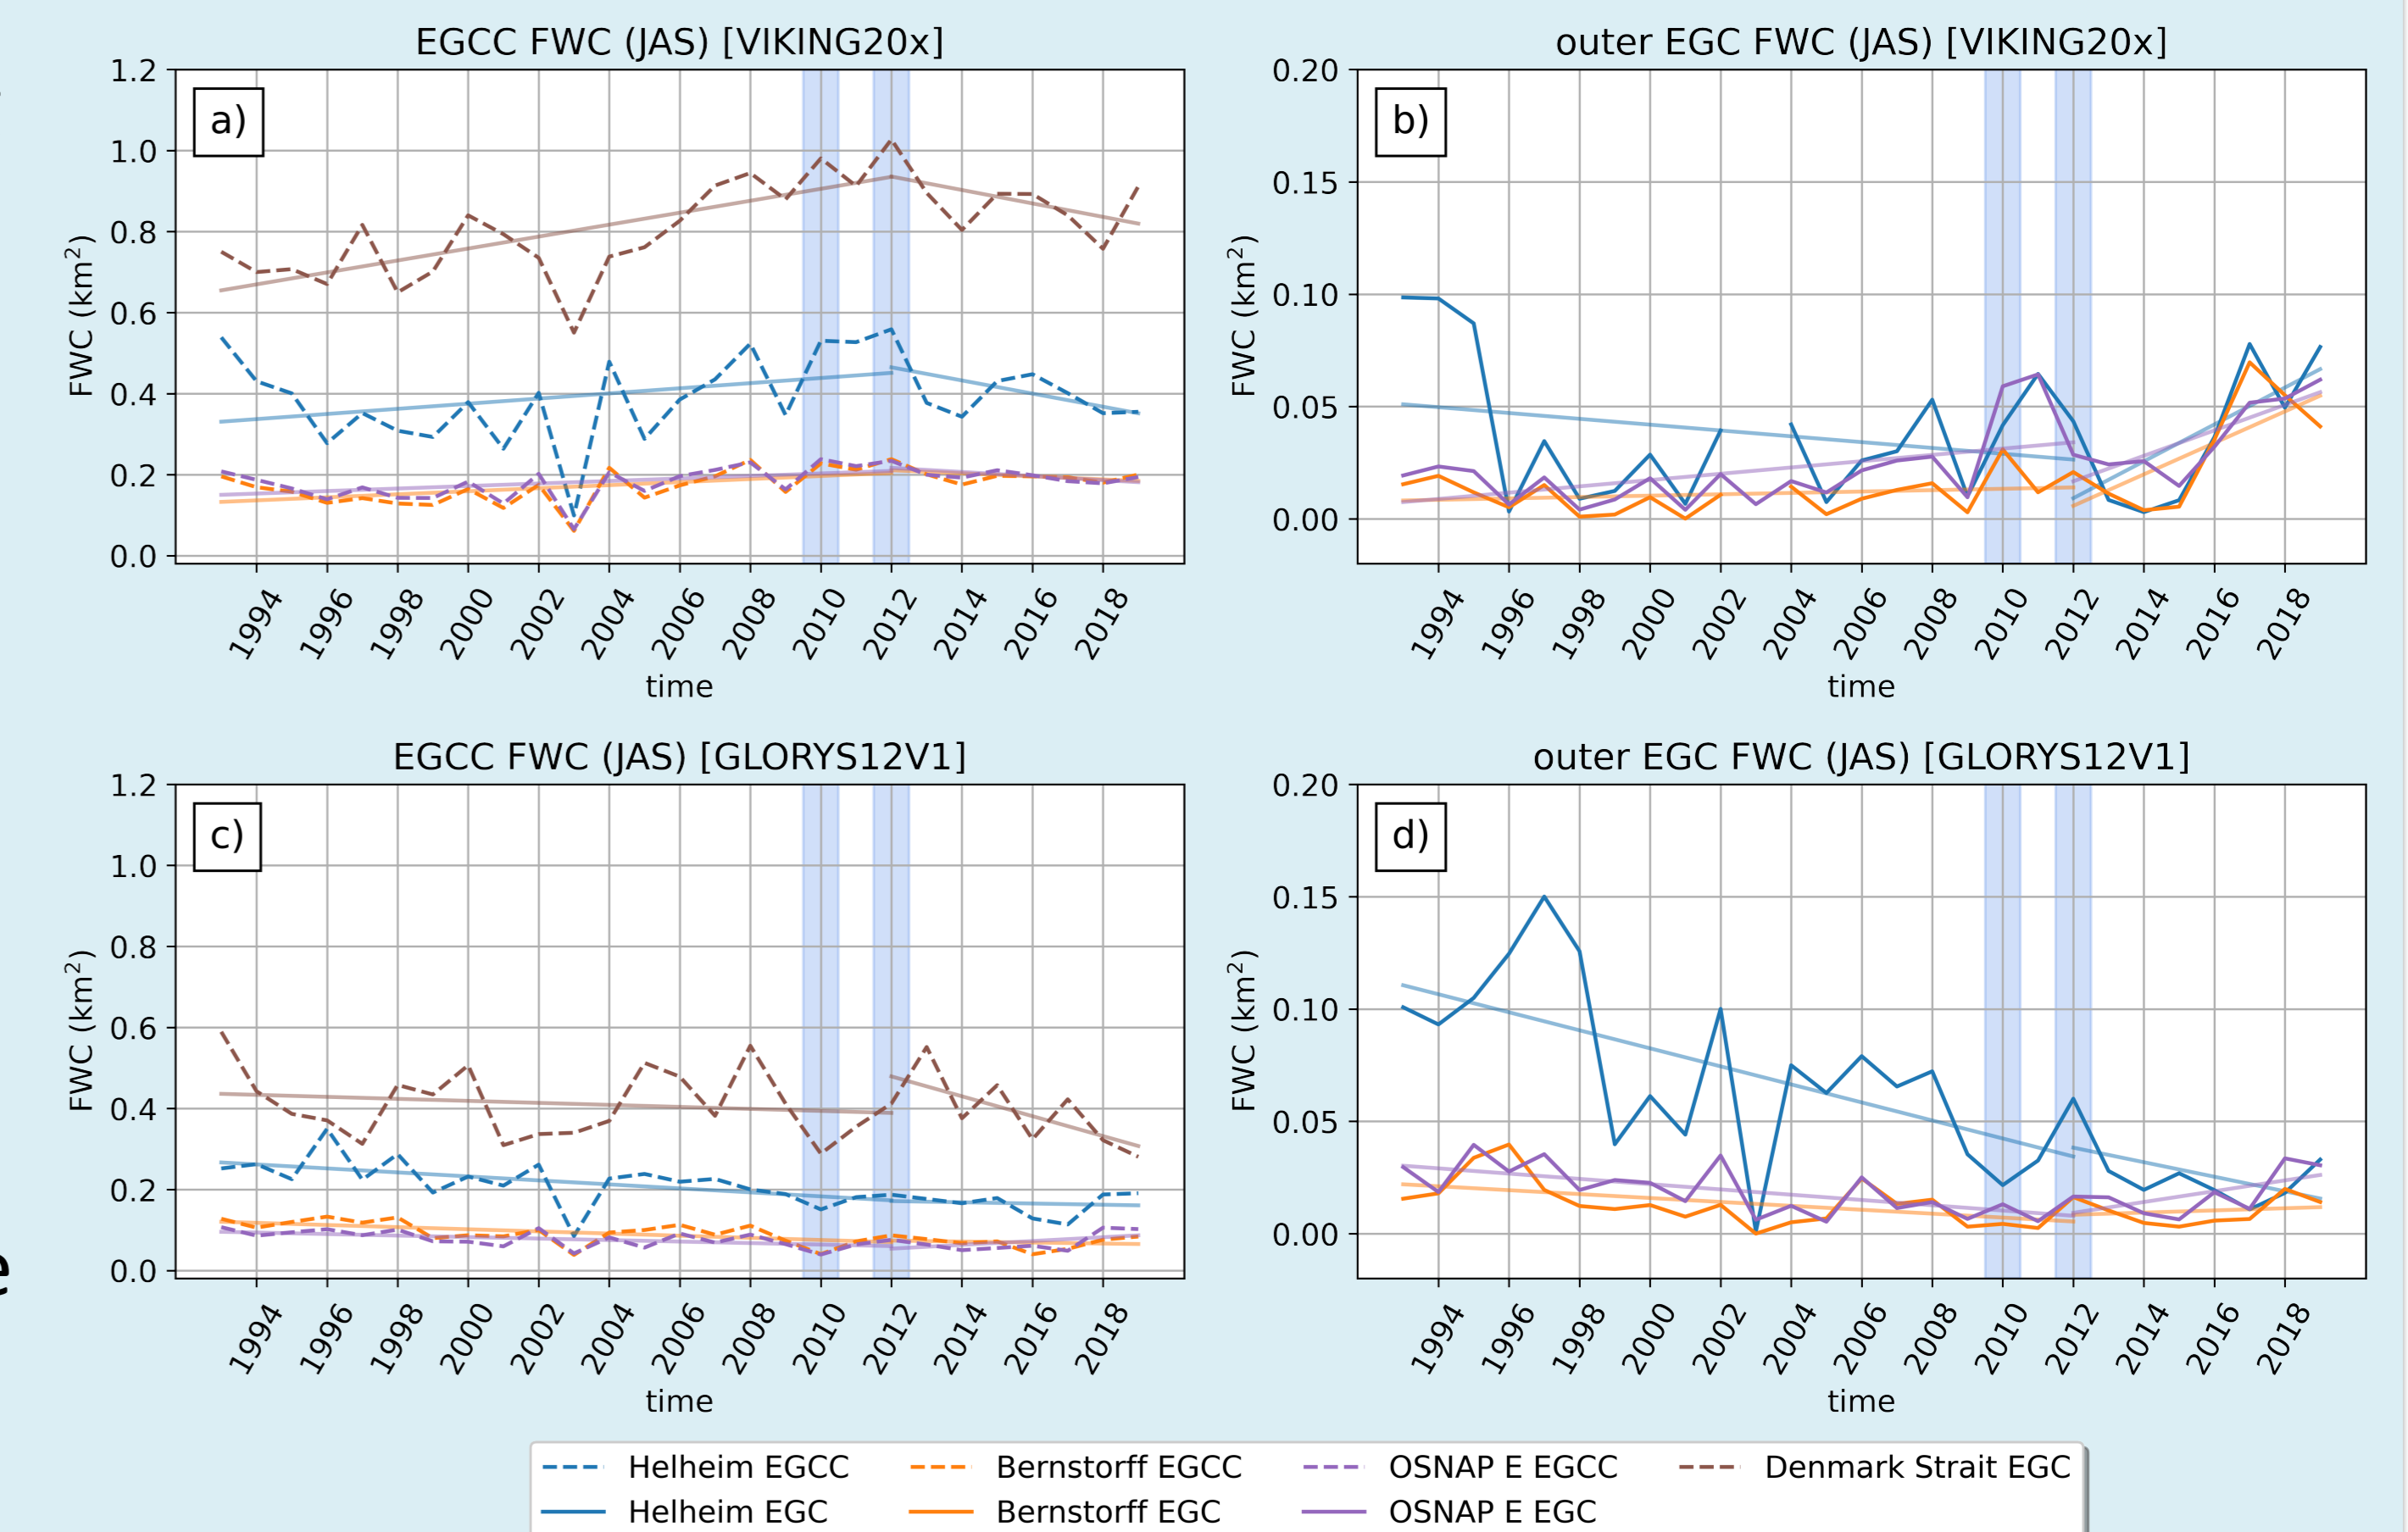 EGCC FWC (JAS) [VIKING20x]
a)
FWC (km²)
1.2
1.0
0.8
0.6
0.4
0.2
0.0
1994 1996 1998 2000 2002 2004 2006 2008 2010 2012 2014 2016 2018
time
outer EGC FWC (JAS) [VIKING20x]
b)
FWC (km²)
0.20
0.15
0.10
0.05
0.00
1994 1996 1998 2000 2002 2004 2006 2008 2010 2012 2014 2016 2018
time
EGCC FWC (JAS) [GLORYS12V1]
c)
FWC (km²)
1.2
1.0
0.8
0.6
0.4
0.2
0.0
1994 1996 1998 2000 2002 2004 2006 2008 2010 2012 2014 2016 2018
time
outer EGC FWC (JAS) [GLORYS12V1]
d)
FWC (km²)
0.20
0.15
0.10
0.05
0.00
1994 1996 1998 2000 2002 2004 2006 2008 2010 2012 2014 2016 2018
time
Helheim EGCC Bernstorff EGCC OSNAP E EGCC Denmark Strait EGC
Helheim EGC Bernstorff EGC OSNAP E EGC